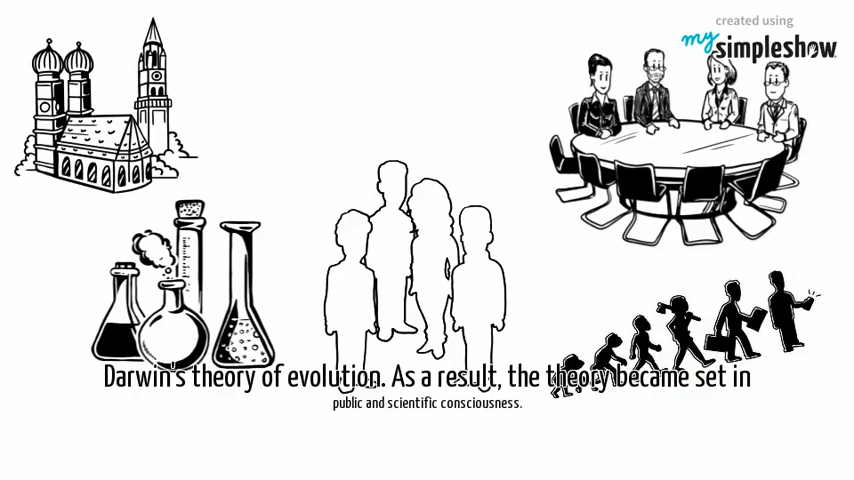 created using
my
simpleshow
Darwin's theory of evolution. As a result, the theory became set in
public and scientific consciousness.